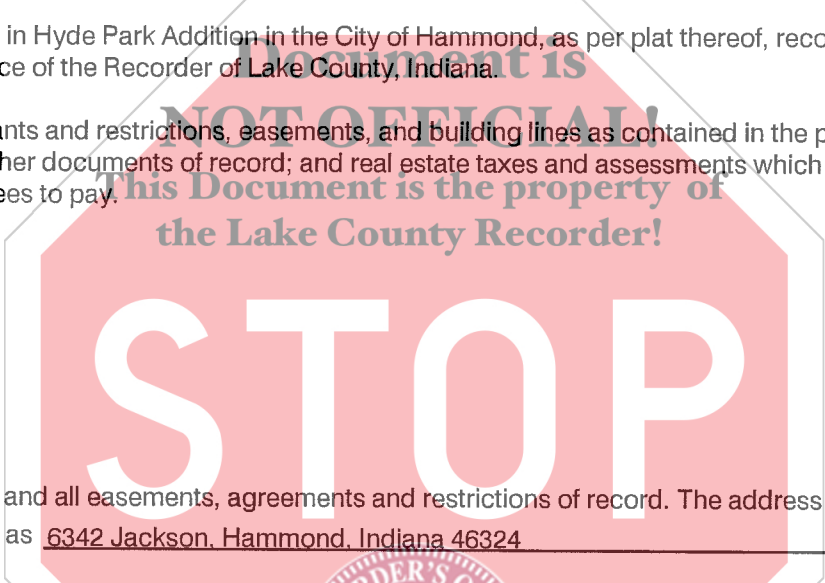 in Hyde Park Addition in the City of Hammond, as per plat thereof, reco
ce of the Recorder of Lake County, Indiana.
Document is
NOT OFFICIAL!
ants and restrictions, easements, and building lines as contained in the p
her documents of record; and real estate taxes and assessments which
ees to pay.
This Document is the property of
the Lake County Recorder!
STOP
and all easements, agreements and restrictions of record. The address
as 6342 Jackson, Hammond, Indiana 46324